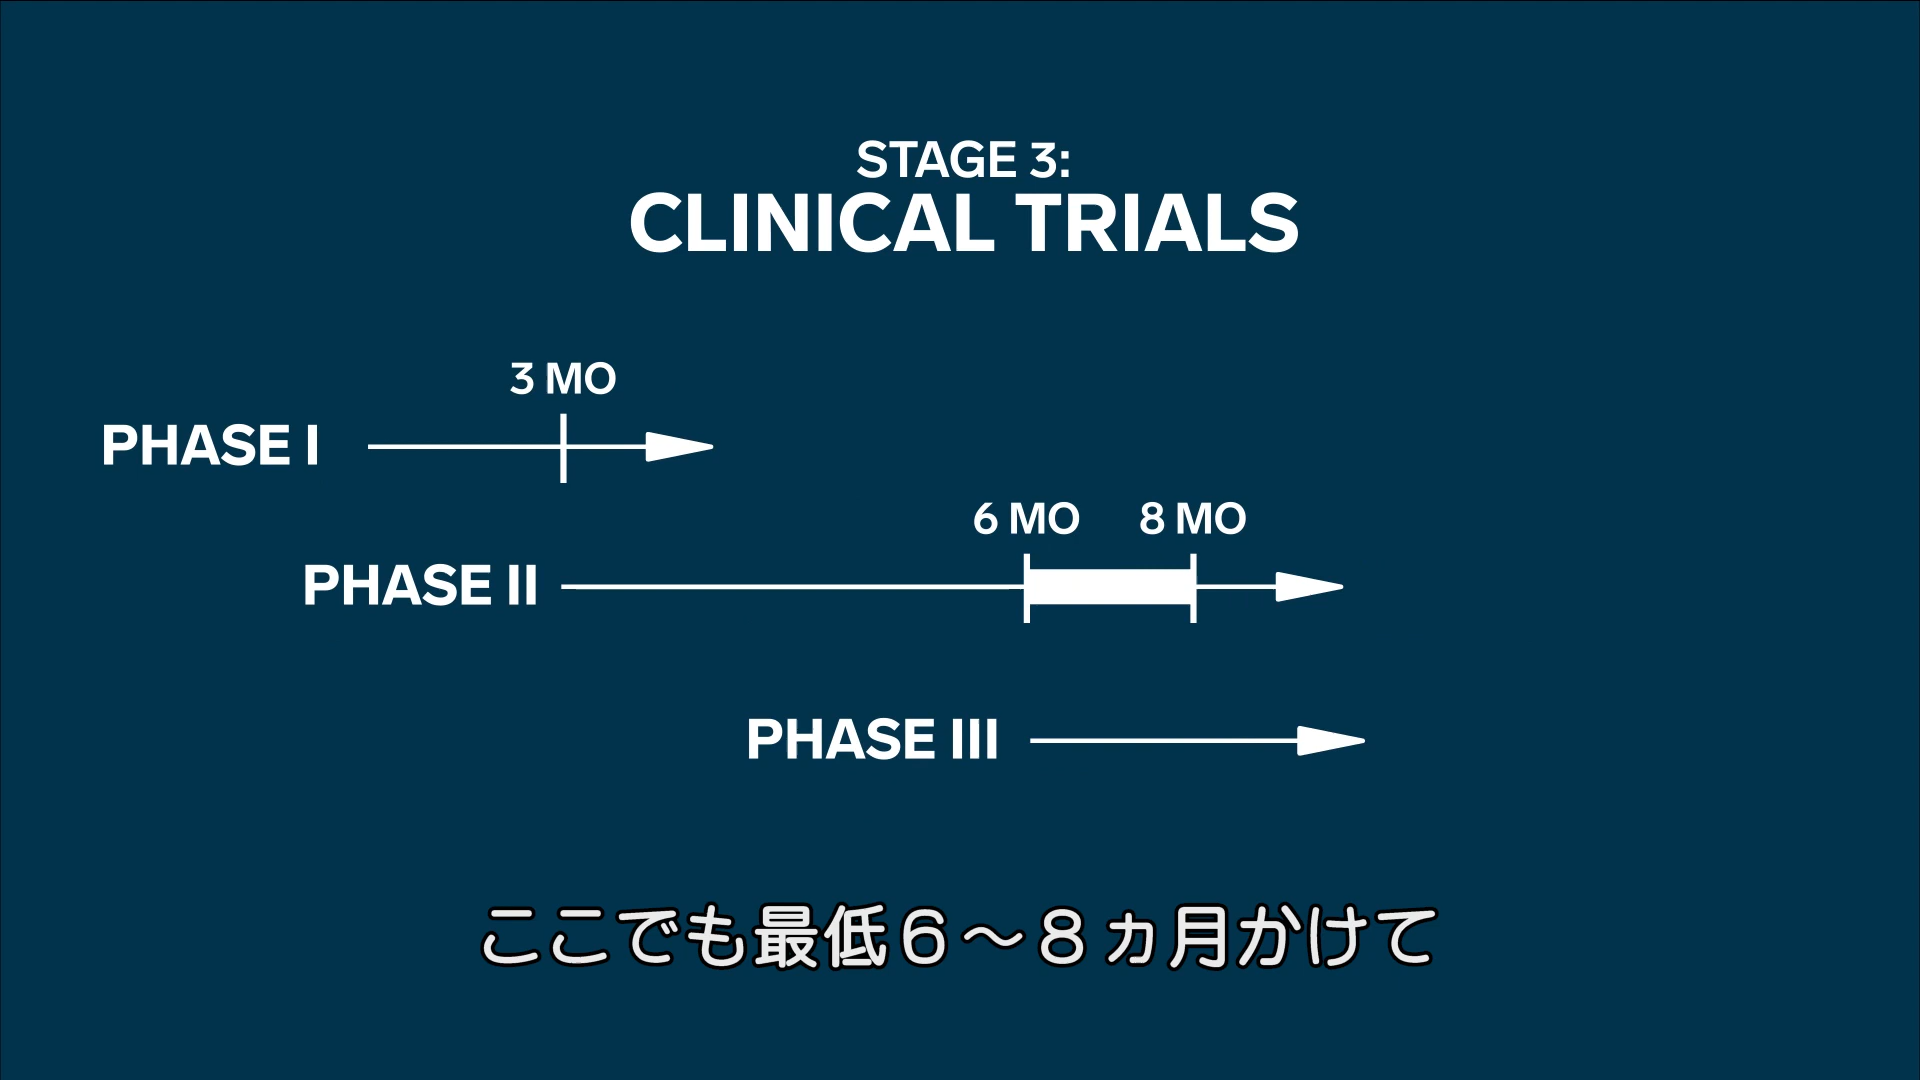 STAGE 3:
CLINICAL TRIALS
3 MO
PHASE I
6 MO 8 MO
PHASE II
PHASE III
ここでも最低６～８ヵ月かけて